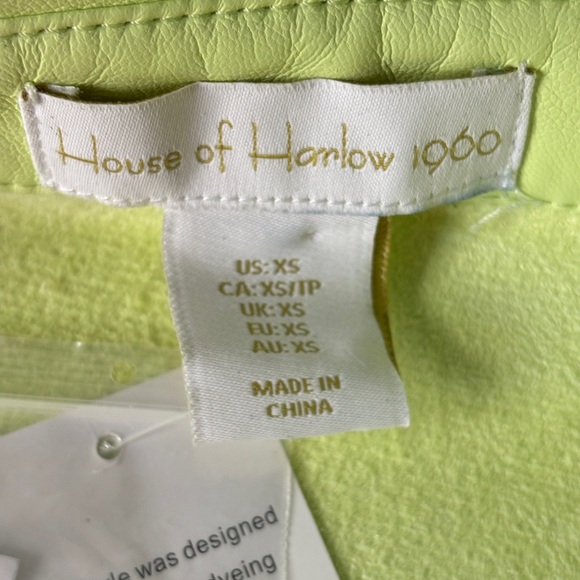 House of Harlow 1960
US: XS
CA: XS/TP
UK: XS
EU: XS
AU: XS
MADE IN
CHINA
was designed
dyeing